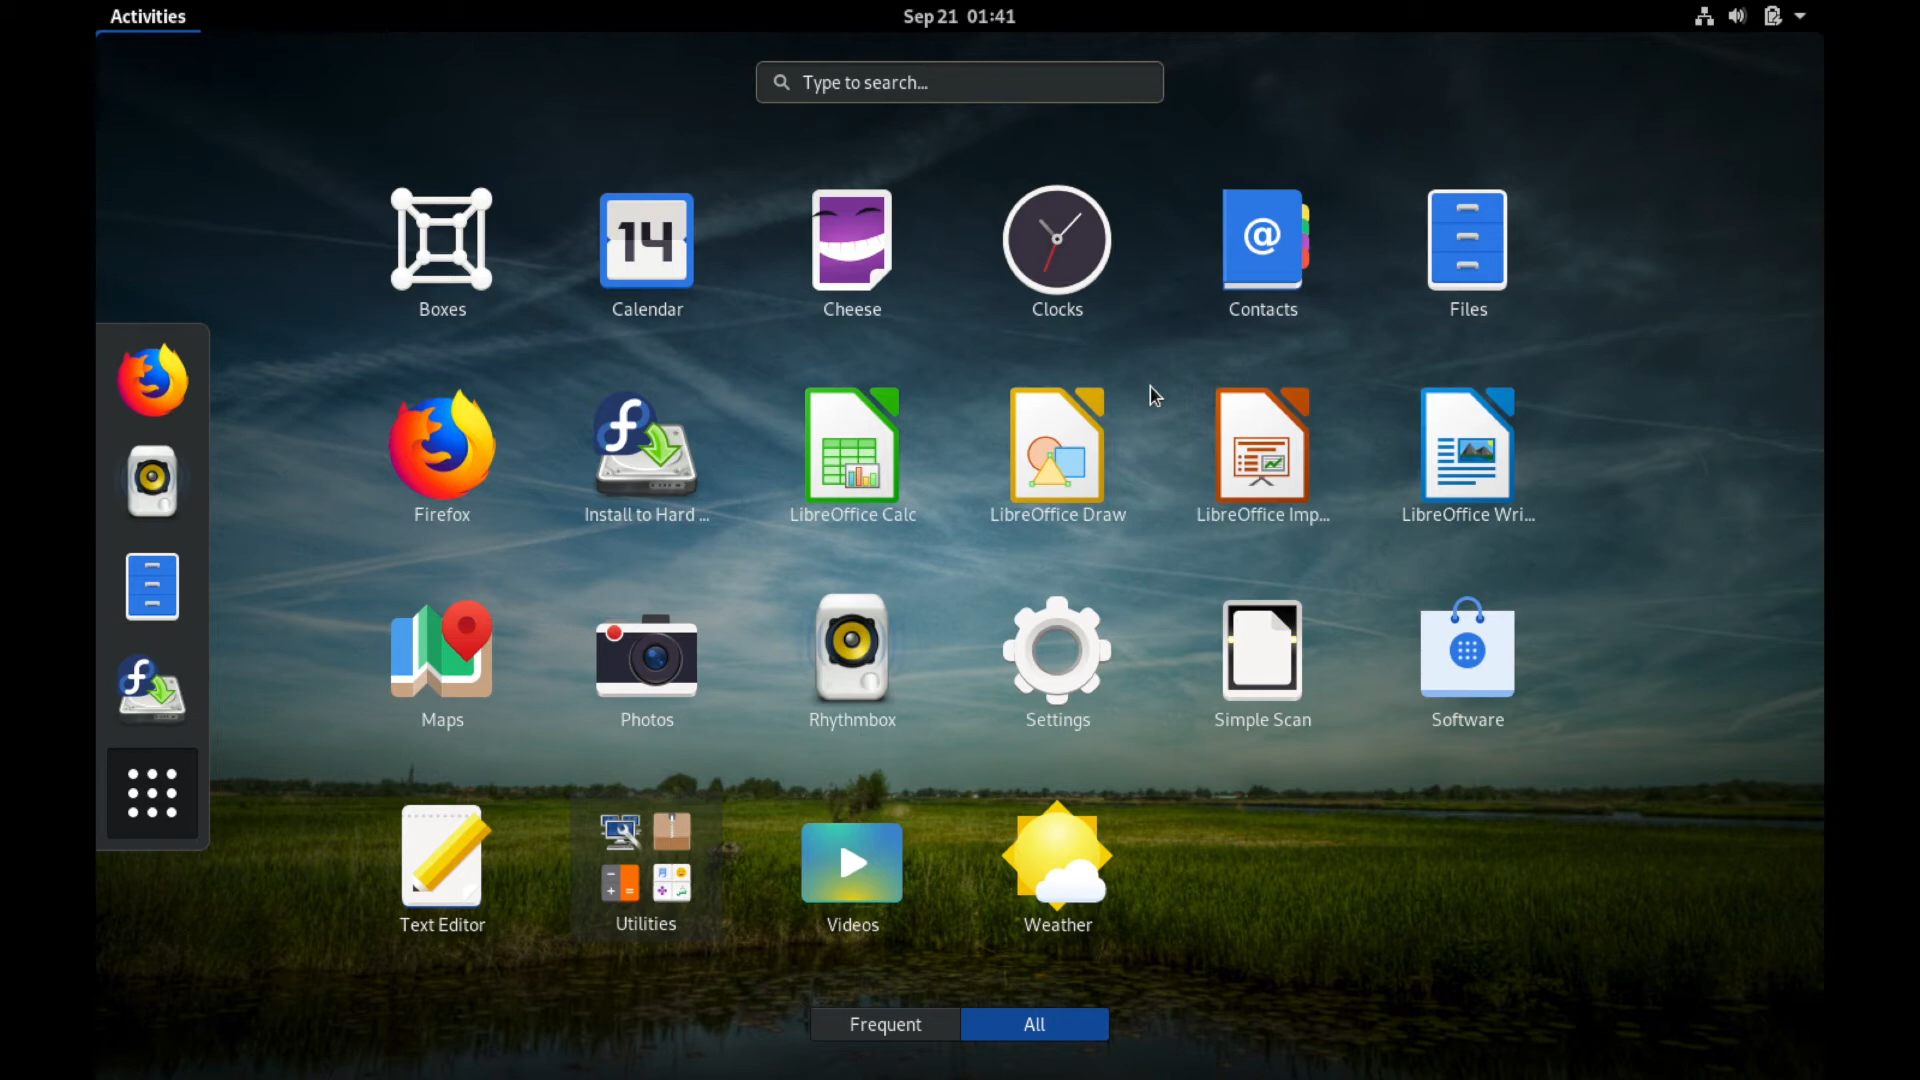 Activities
Sep 21 01:41
Type to search...
14
@
Boxes
Calendar
Cheese
Clocks
Contacts
Files
Firefox
Install to Hard ...
LibreOffice Calc
LibreOffice Draw
LibreOffice Imp...
LibreOffice Wri...
Maps
Photos
Rhythmbox
Settings
Simple Scan
Software
Text Editor
Utilities
Videos
Weather
Frequent
All